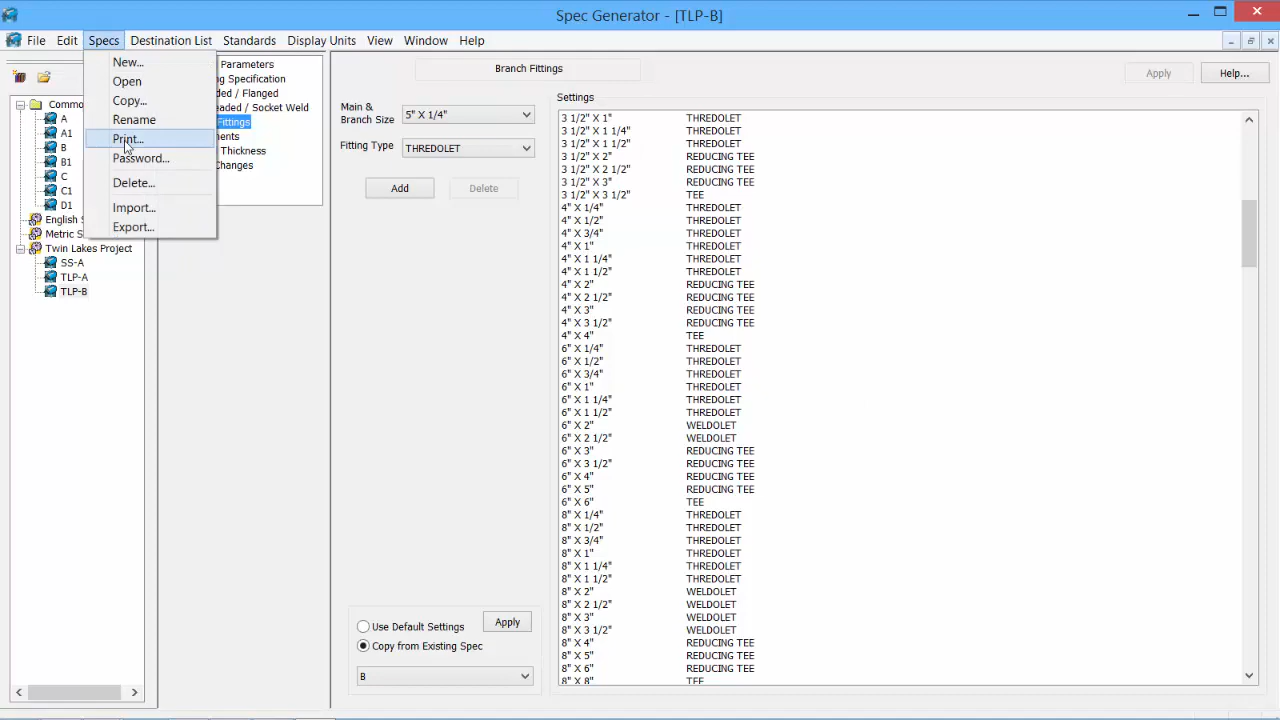 Spec Generator - [TLP-B]
File Edit Specs Destination List Standards Display Units View Window Help
New...
Open
Copy...
Rename
Print...
Password...
Delete...
Import...
Export...
Commo
A
A1
B
B1
C
C1
D1
English S
Metric S
Twin Lakes Project
SS-A
TLP-A
TLP-B
Parameters
g Specification
ded / Flanged
eaded / Socket Weld
Fittings
nents
Thickness
Changes
Branch Fittings
Apply
Help...
Main &
Branch Size
5" X 1/4"
Fitting Type
THREDOLET
Add
Delete
Use Default Settings
Apply
Copy from Existing Spec
B
Settings
3 1/2" X 1" THREDOLET
3 1/2" X 1 1/4" THREDOLET
3 1/2" X 1 1/2" THREDOLET
3 1/2" X 2" REDUCING TEE
3 1/2" X 2 1/2" REDUCING TEE
3 1/2" X 3" REDUCING TEE
3 1/2" X 3 1/2" TEE
4" X 1/4" THREDOLET
4" X 1/2" THREDOLET
4" X 3/4" THREDOLET
4" X 1" THREDOLET
4" X 1 1/4" THREDOLET
4" X 1 1/2" THREDOLET
4" X 2" REDUCING TEE
4" X 2 1/2" REDUCING TEE
4" X 3" REDUCING TEE
4" X 3 1/2" REDUCING TEE
4" X 4" TEE
6" X 1/4" THREDOLET
6" X 1/2" THREDOLET
6" X 3/4" THREDOLET
6" X 1" THREDOLET
6" X 1 1/4" THREDOLET
6" X 1 1/2" THREDOLET
6" X 2" WELDOLET
6" X 2 1/2" WELDOLET
6" X 3" REDUCING TEE
6" X 3 1/2" REDUCING TEE
6" X 4" REDUCING TEE
6" X 5" REDUCING TEE
6" X 6" TEE
8" X 1/4" THREDOLET
8" X 1/2" THREDOLET
8" X 3/4" THREDOLET
8" X 1" THREDOLET
8" X 1 1/4" THREDOLET
8" X 1 1/2" THREDOLET
8" X 2" WELDOLET
8" X 2 1/2" WELDOLET
8" X 3" WELDOLET
8" X 3 1/2" WELDOLET
8" X 4" REDUCING TEE
8" X 5" REDUCING TEE
8" X 6" REDUCING TEE
8" X 8" TEE